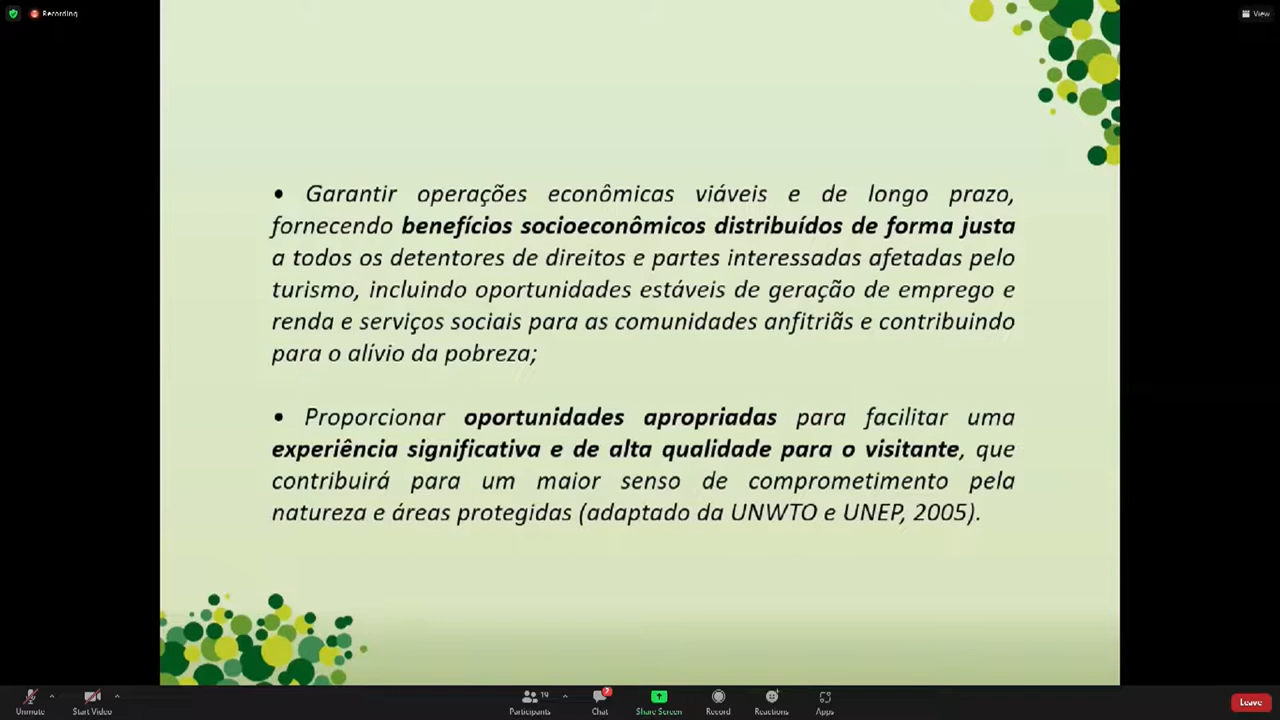 Recording
View
• Garantir operações econômicas viáveis e de longo prazo,
fornecendo benefícios socioeconômicos distribuídos de forma justa
a todos os detentores de direitos e partes interessadas afetadas pelo
turismo, incluindo oportunidades estáveis de geração de emprego e
renda e serviços sociais para as comunidades anfitriãs e contribuindo
para o alívio da pobreza;
• Proporcionar oportunidades apropriadas para facilitar uma
experiência significativa e de alta qualidade para o visitante, que
contribuirá para um maior senso de comprometimento pela
natureza e áreas protegidas (adaptado da UNWTO e UNEP, 2005).
Unmute Start Video Participants 19 Chat 7 Share Screen Record Reactions Apps Leave